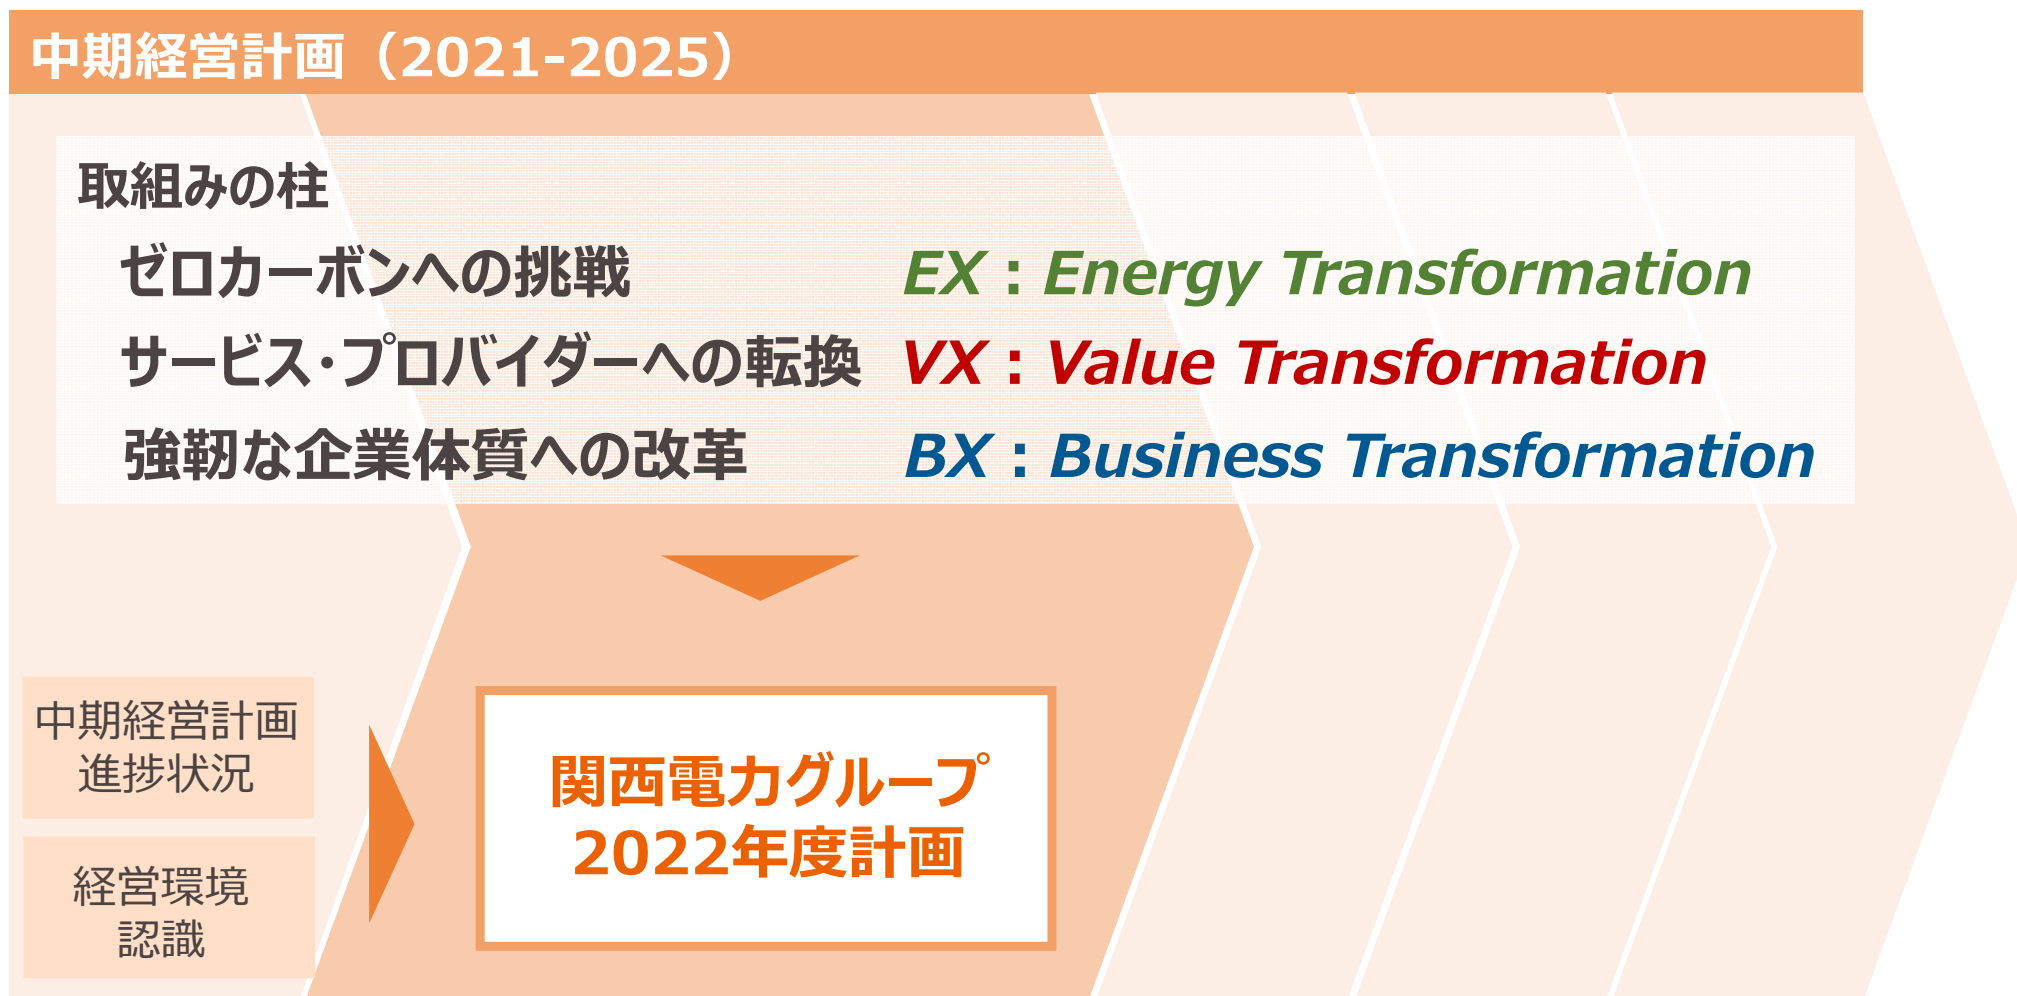 中期経営計画（2021-2025）
取組みの柱
ゼロカーボンへの挑戦 EX：Energy Transformation
サービス・プロバイダーへの転換 VX：Value Transformation
強靭な企業体質への改革 BX：Business Transformation
中期経営計画
進捗状況
経営環境
認識
関西電力グループ
2022年度計画